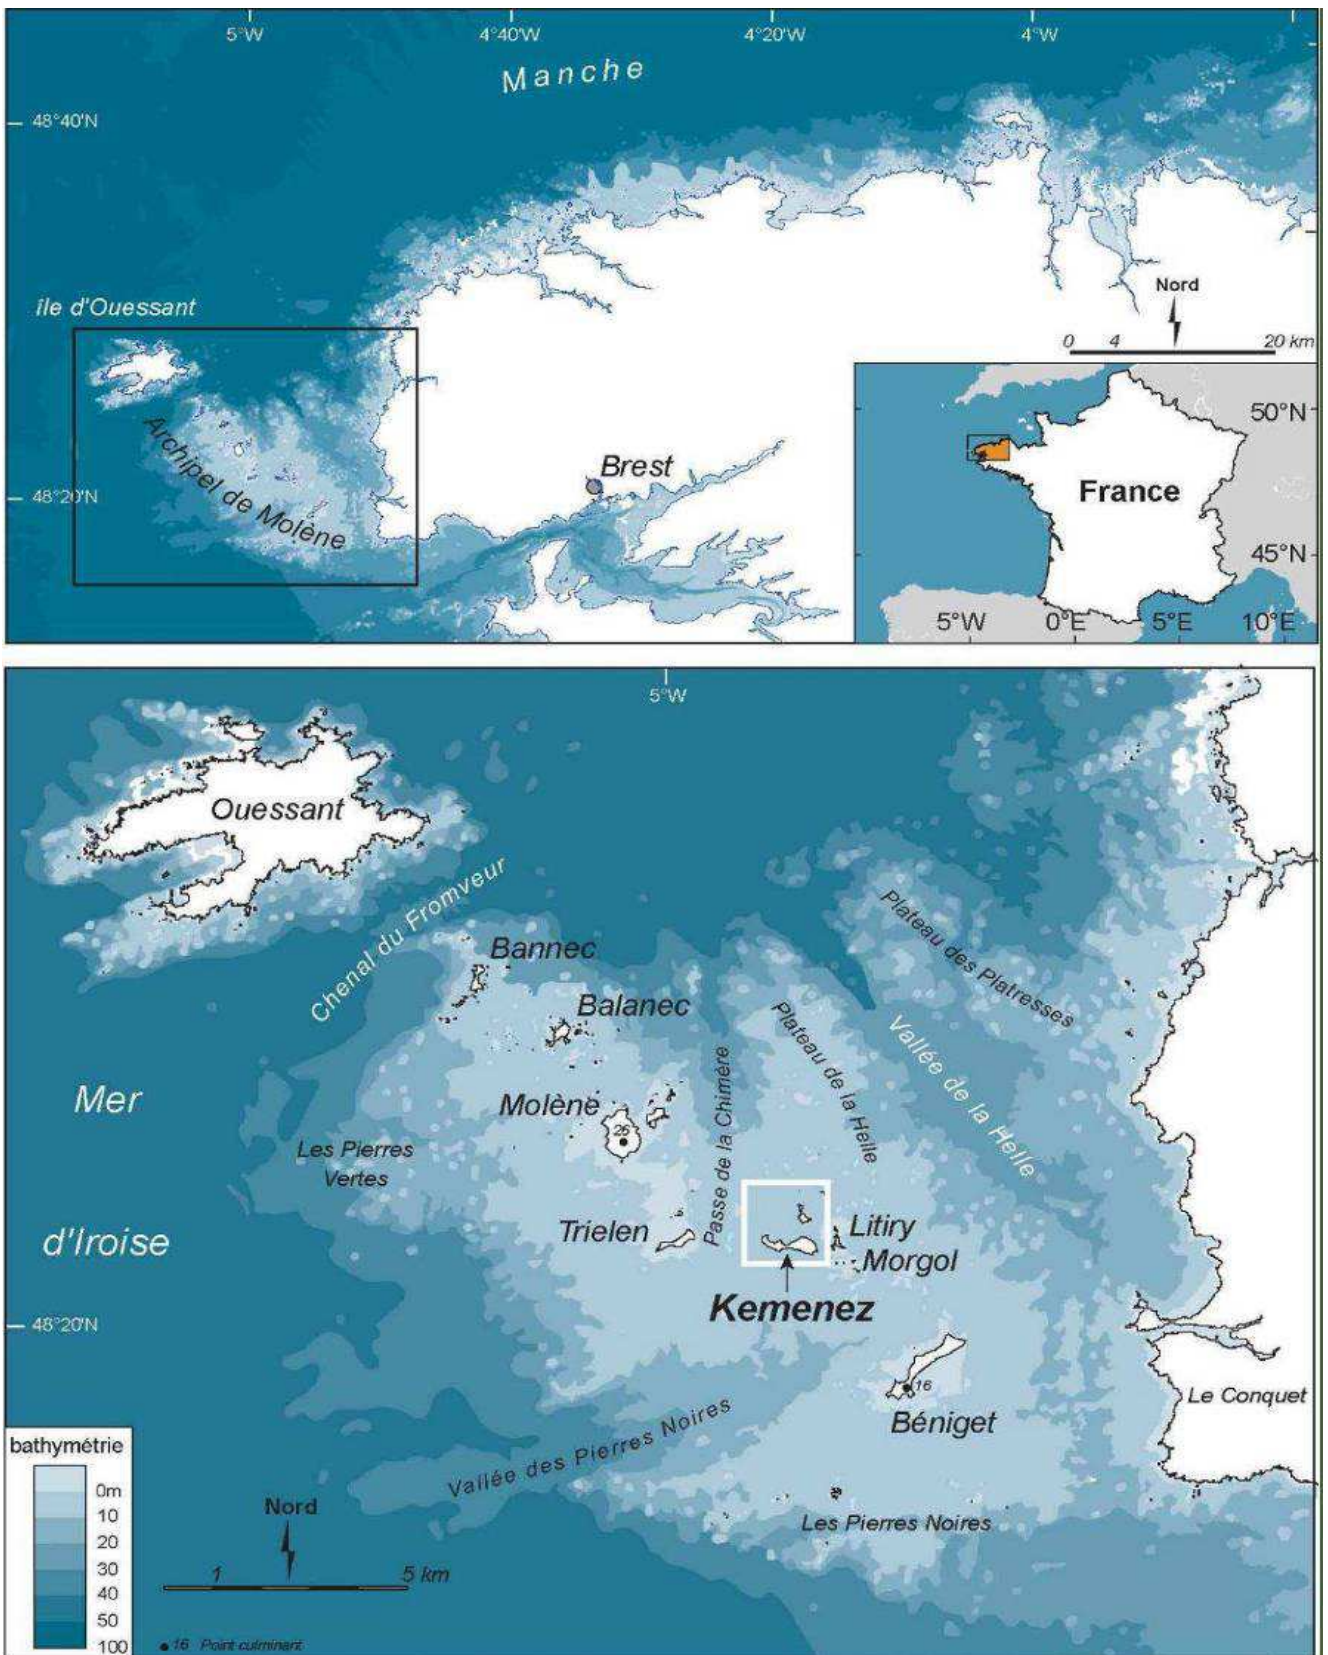 5°W
4°40'W
4°20'W
4°W
Manche
48°40'N
Nord
île d'Ouessant
0 4 20 km
50°N
Archipel de Molène
Brest
48°20'N
France
45°N
5°W 0°E 5°E 10°E
5°W
Ouessant
Chenal du Fromveur
Plateau des Platresses
Bannec
Balanec
Plateau de la Helle
Vallée de la Helle
Mer
Molène
26
Passe de la Chimère
Les Pierres
Vertes
Trielen
Litiry
d'Iroise
Morgol
Kemenez
48°20'N
16
Le Conquet
Béniget
bathymétrie
Vallée des Pierres Noires
0m
10
20
30
40
50
100
Nord
Les Pierres Noires
1 5 km
16 Point culminant